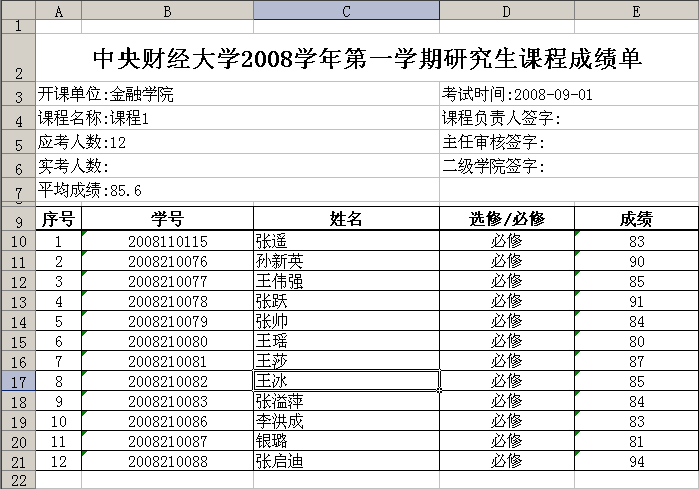 A B C D E
1
2 中央财经大学2008学年第一学期研究生课程成绩单
3 开课单位:金融学院 考试时间:2008-09-01
4 课程名称:课程1 课程负责人签字:
5 应考人数:12 主任审核签字:
6 实考人数: 二级学院签字:
7 平均成绩:85.6
9 序号 学号 姓名 选修/必修 成绩
10 1 2008110115 张遥 必修 83
11 2 2008210076 孙新英 必修 90
12 3 2008210077 王伟强 必修 85
13 4 2008210078 张跃 必修 91
14 5 2008210079 张帅 必修 84
15 6 2008210080 王瑶 必修 80
16 7 2008210081 王莎 必修 87
17 8 2008210082 王冰 必修 85
18 9 2008210083 张溢萍 必修 84
19 10 2008210086 李洪成 必修 83
20 11 2008210087 银璐 必修 81
21 12 2008210088 张启迪 必修 94
22